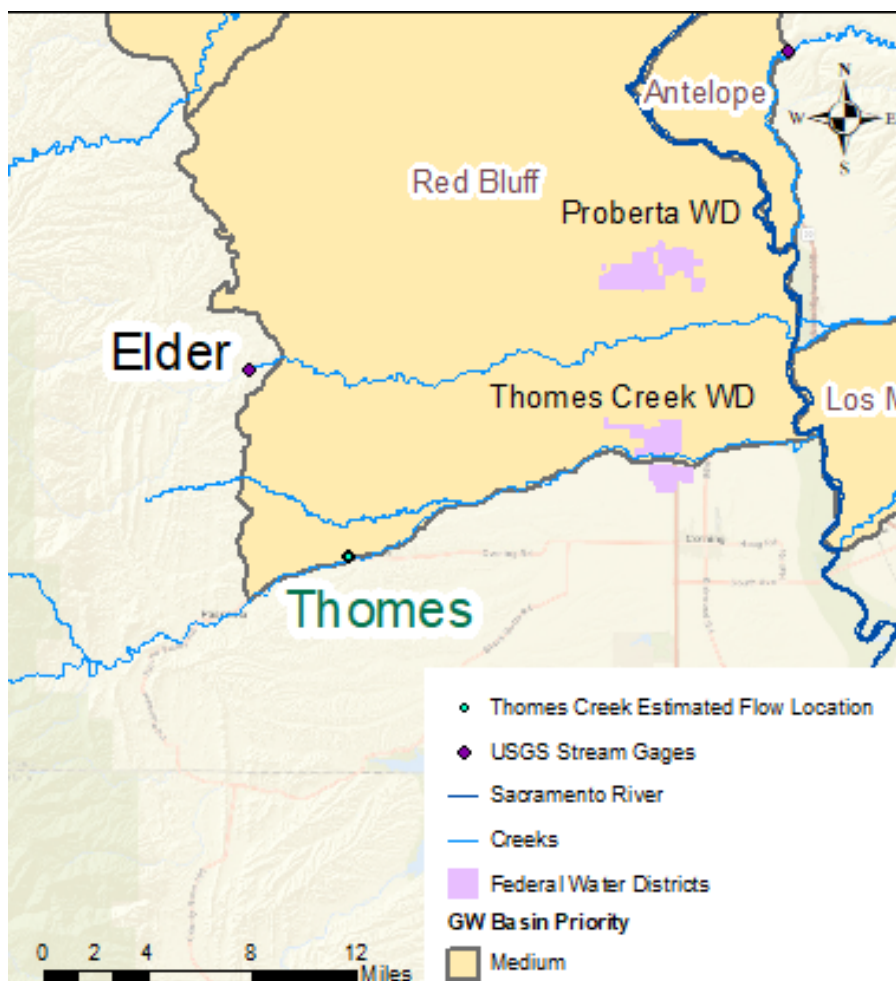 Antelope
N
W E
S
Red Bluff
Proberta WD
Elder
Thomes Creek WD
Los M
Corning
Thomes
Thomes Creek Estimated Flow Location
USGS Stream Gages
Sacramento River
Creeks
Federal Water Districts
GW Basin Priority
Medium
0 2 4 8 12
Miles